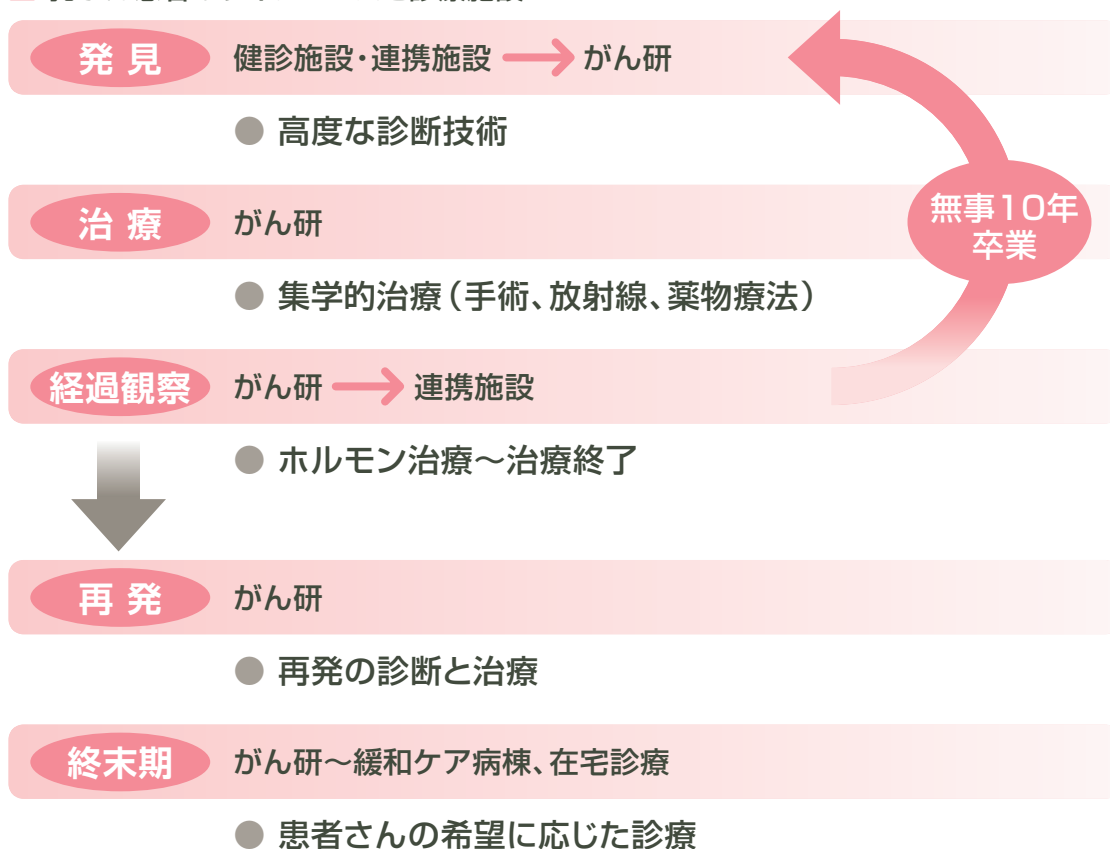 発見 健診施設・連携施設 → がん研
● 高度な診断技術
治療 がん研
無事10年
卒業
● 集学的治療（手術、放射線、薬物療法）
経過観察 がん研 → 連携施設
● ホルモン治療～治療終了
再発 がん研
● 再発の診断と治療
終末期 がん研～緩和ケア病棟、在宅診療
● 患者さんの希望に応じた診療